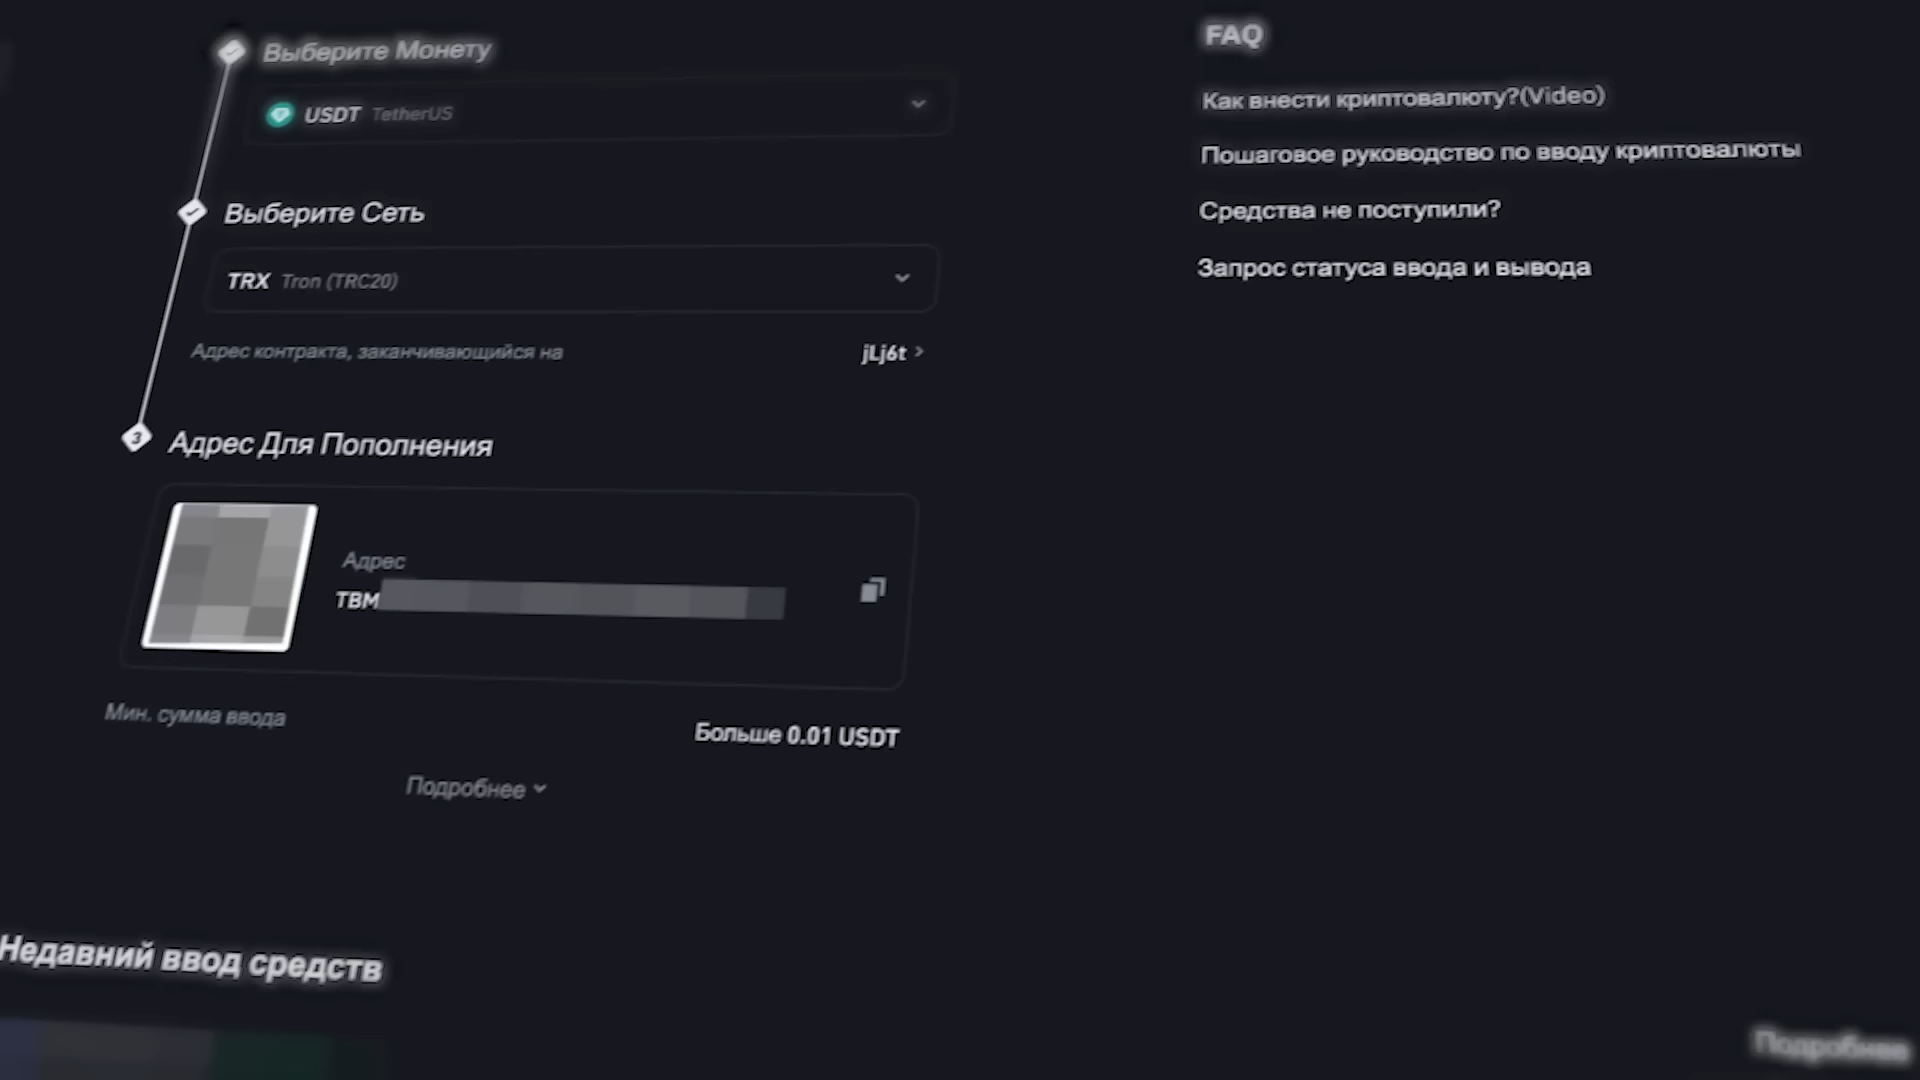 Выберите Монету
USDT TetherUS
Выберите Сеть
TRX Tron (TRC20)
Адрес контракта, заканчивающийся на
jLj6t >
3 Адрес Для Пополнения
Адрес
TBM
Мин. сумма ввода
Больше 0.01 USDT
Подробнее
Недавний ввод средств
FAQ
Как внести криптовалюту?(Video)
Пошаговое руководство по вводу криптовалюты
Средства не поступили?
Запрос статуса ввода и вывода
Подробнее